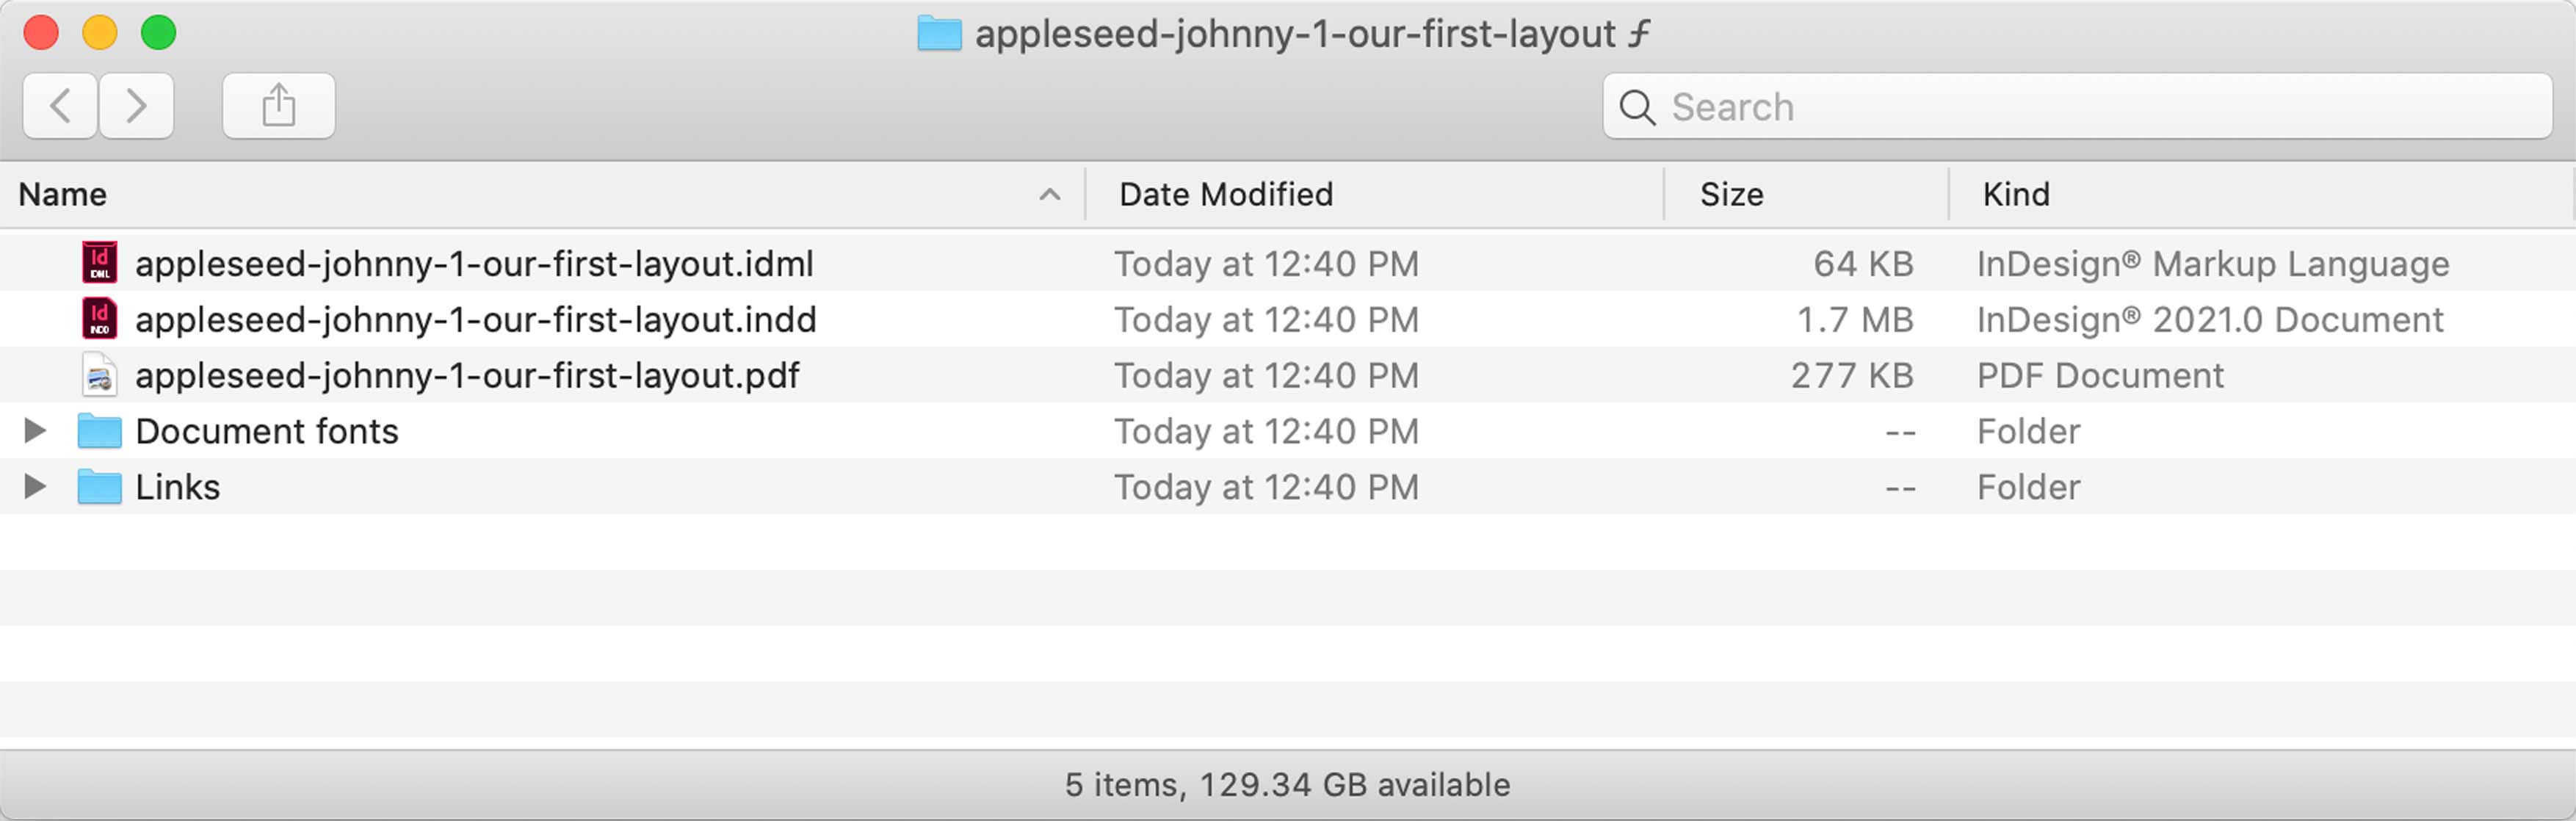 appleseed-johnny-1-our-first-layout ƒ
Search
Name Date Modified Size Kind
Id IDML appleseed-johnny-1-our-first-layout.idml Today at 12:40 PM 64 KB InDesign® Markup Language
Id INDD appleseed-johnny-1-our-first-layout.indd Today at 12:40 PM 1.7 MB InDesign® 2021.0 Document
appleseed-johnny-1-our-first-layout.pdf Today at 12:40 PM 277 KB PDF Document
Document fonts Today at 12:40 PM -- Folder
Links Today at 12:40 PM -- Folder
5 items, 129.34 GB available